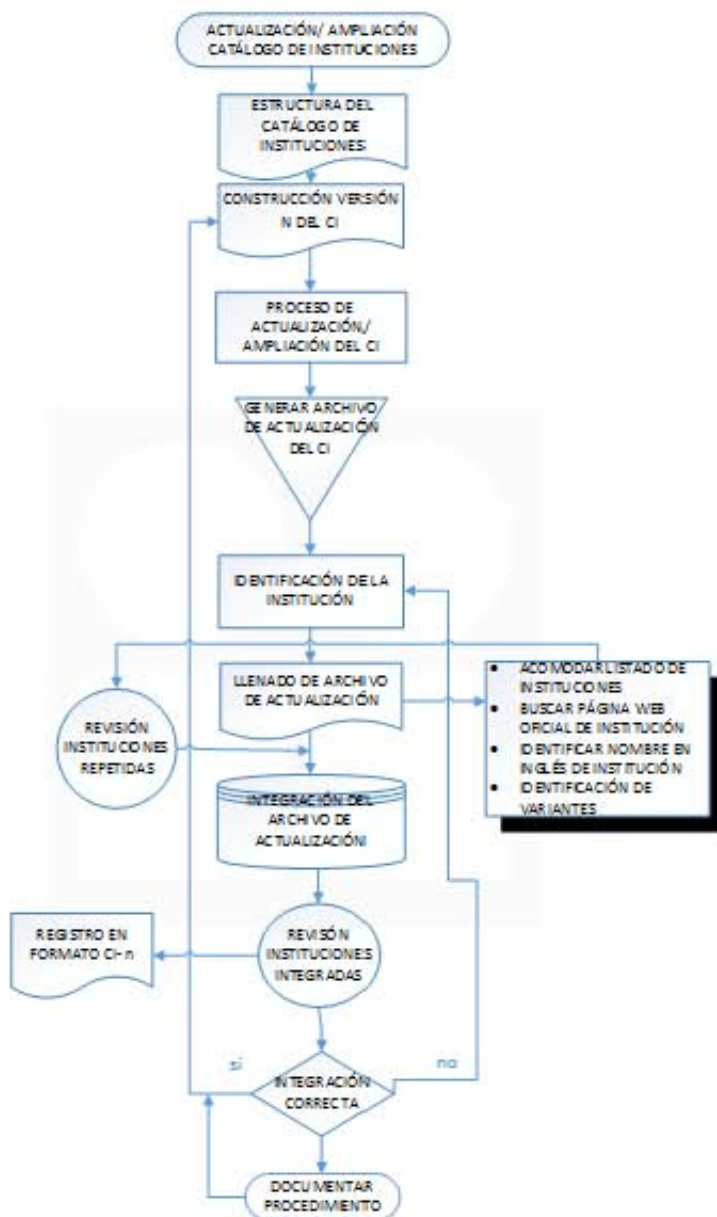 ACTUALIZACIÓN/ AMPLIACIÓN
CATÁLOGO DE INSTITUCIONES
ESTRUCTURA DEL
CATÁLOGO DE
INSTITUCIONES
CONSTRUCCIÓN VERSIÓN
N DEL CI
PROCESO DE
ACTUALIZACIÓN/
AMPLIACIÓN DEL CI
GENERAR ARCHIVO
DE ACTUALIZACIÓN
DEL CI
IDENTIFICACIÓN DE LA
INSTITUCIÓN
LLENADO DE ARCHIVO
DE ACTUALIZACIÓN
• ACOMODAR LISTADO DE
INSTITUCIONES
• BUSCAR PÁGINA WEB
OFICIAL DE INSTITUCIÓN
• IDENTIFICAR NOMBRE EN
INGLÉS DE INSTITUCIÓN
• IDENTIFICACIÓN DE
VARIANTES
REVISIÓN
INSTITUCIONES
REPETIDAS
INTEGRACIÓN DEL
ARCHIVO DE
ACTUALIZACIÓN
REVISÓN
INSTITUCIONES
INTEGRADAS
REGISTRO EN
FORMATO CI- n
no
INTEGRACIÓN
CORRECTA
DOCUMENTAR
PROCEDIMIENTO